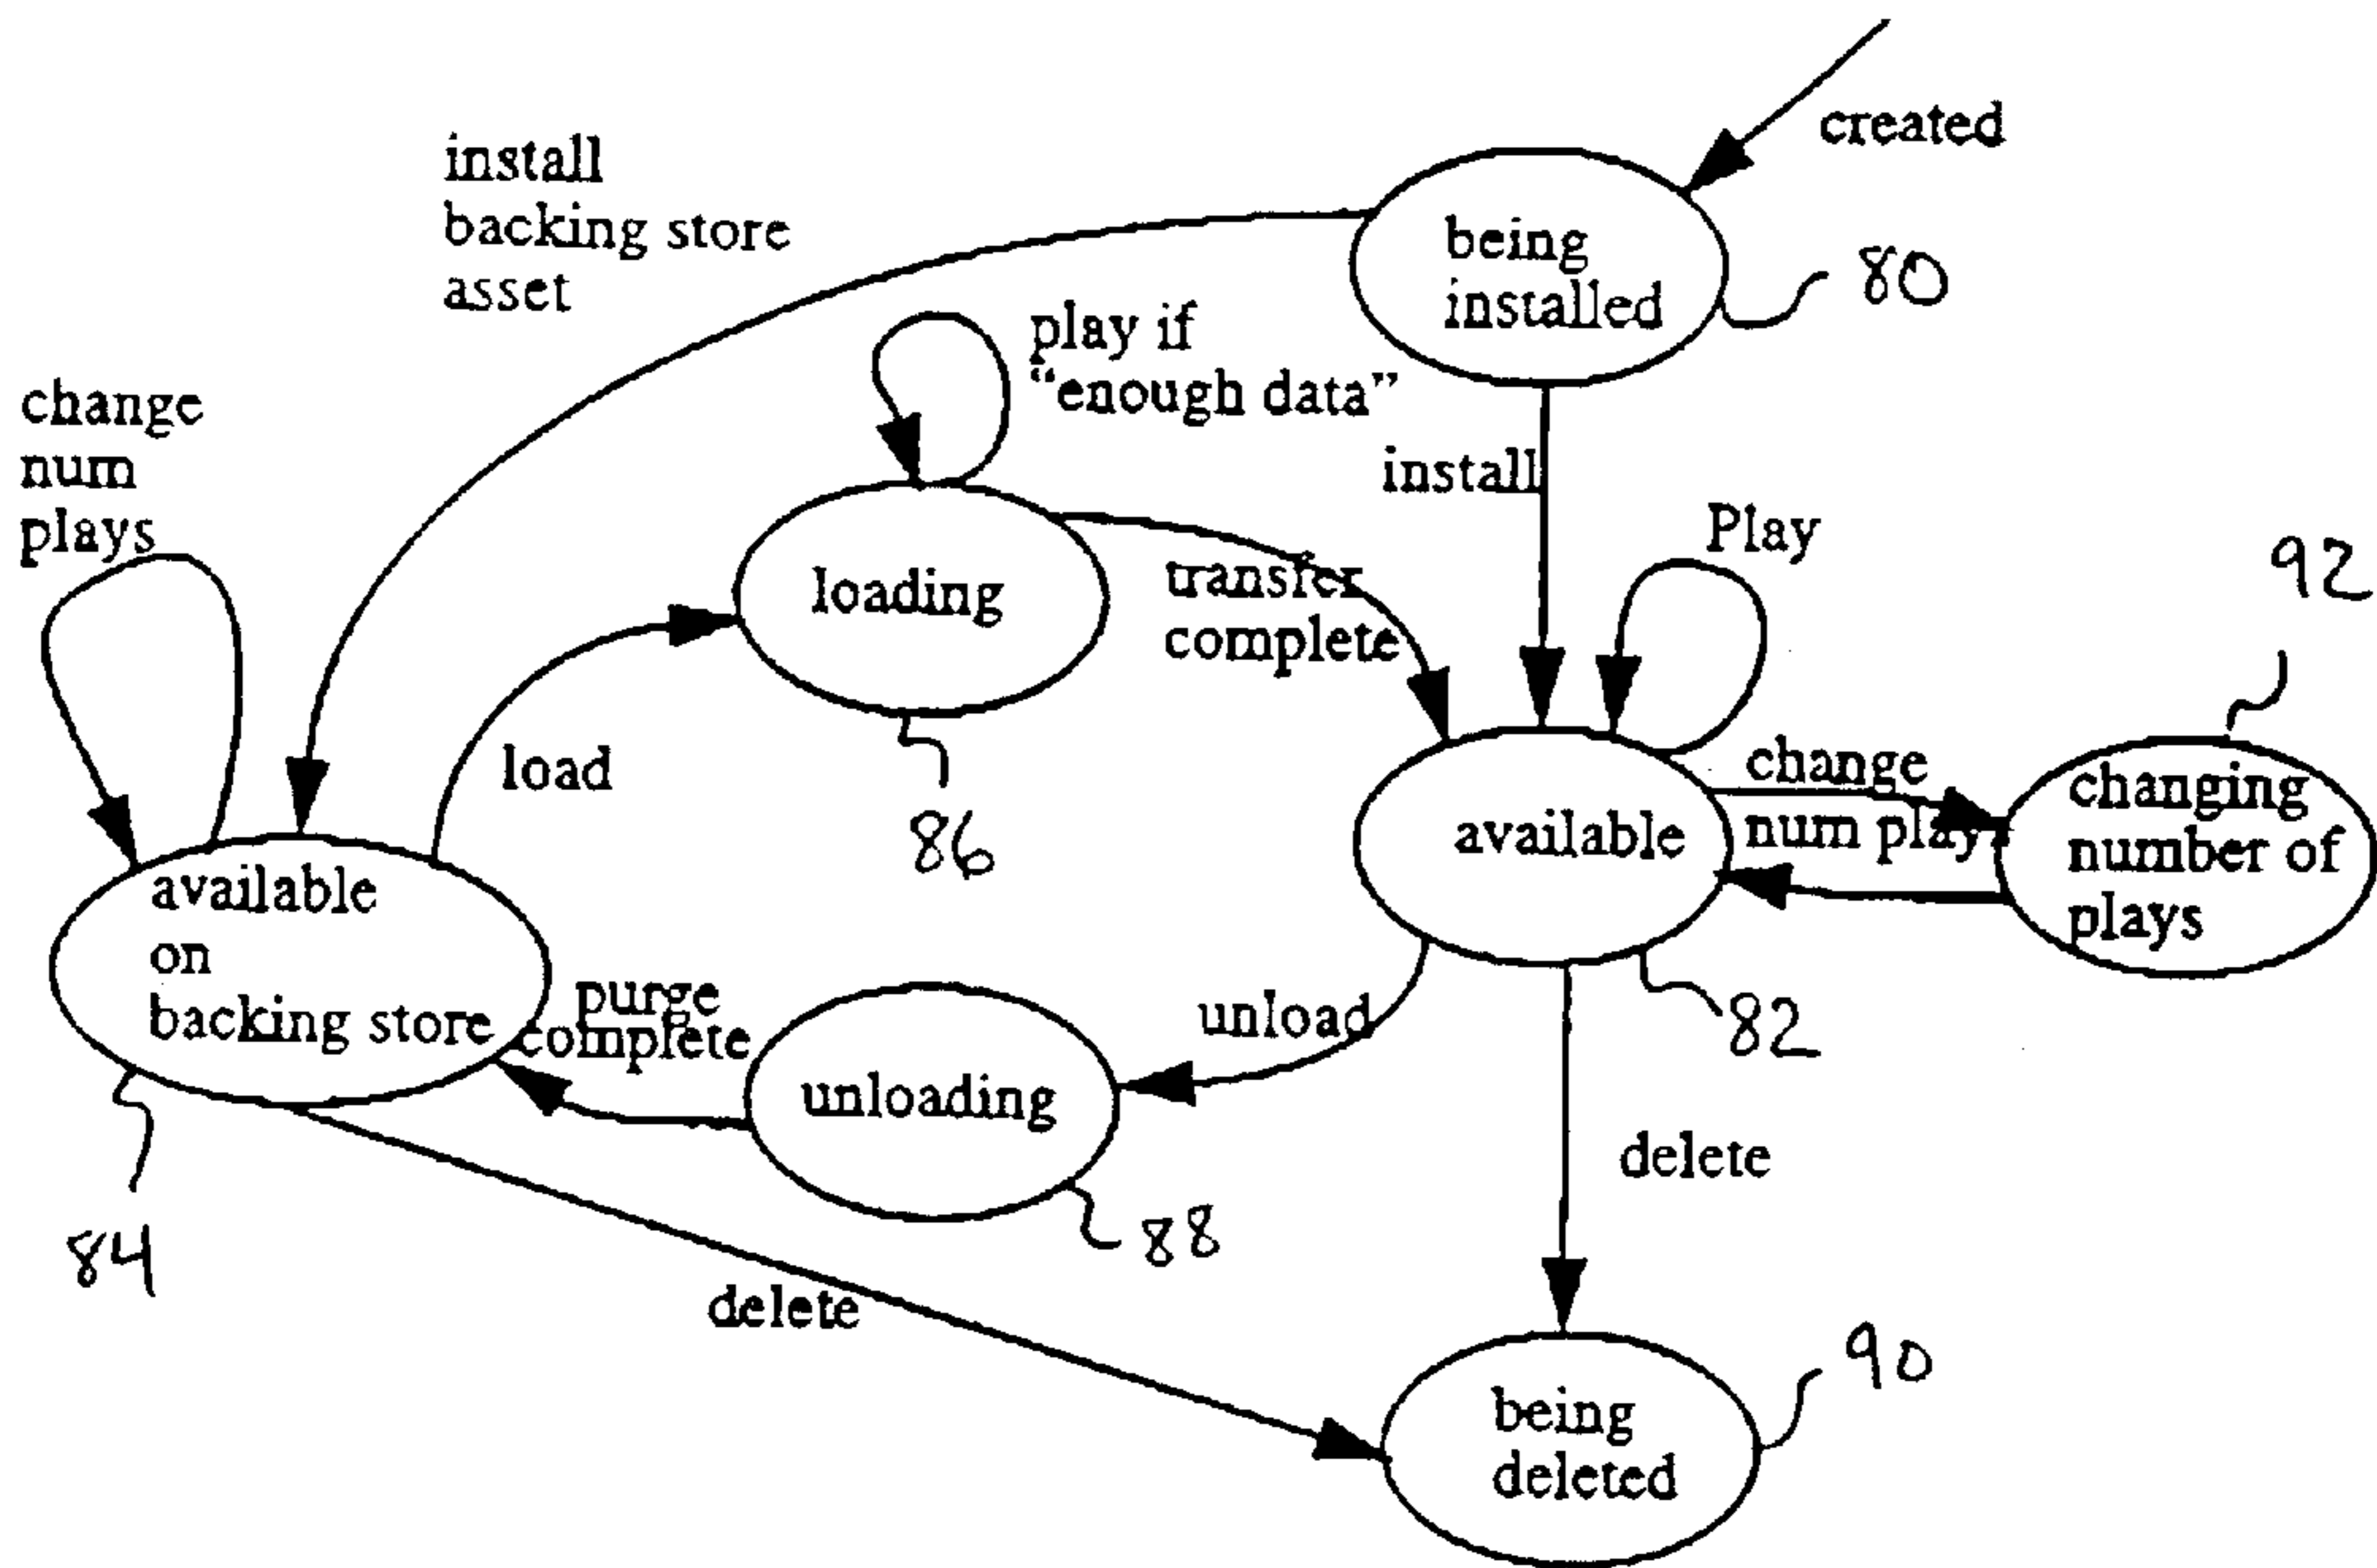 created
install
backing store
asset
being
installed
80
play if
“enough data”
change
num
plays
install
Play
92
loading
transfer
complete
load
86
change
num play
changing
number of
plays
available
available
on
backing store
purge
complete
unload
82
unloading
88
84
delete
delete
being
deleted
90